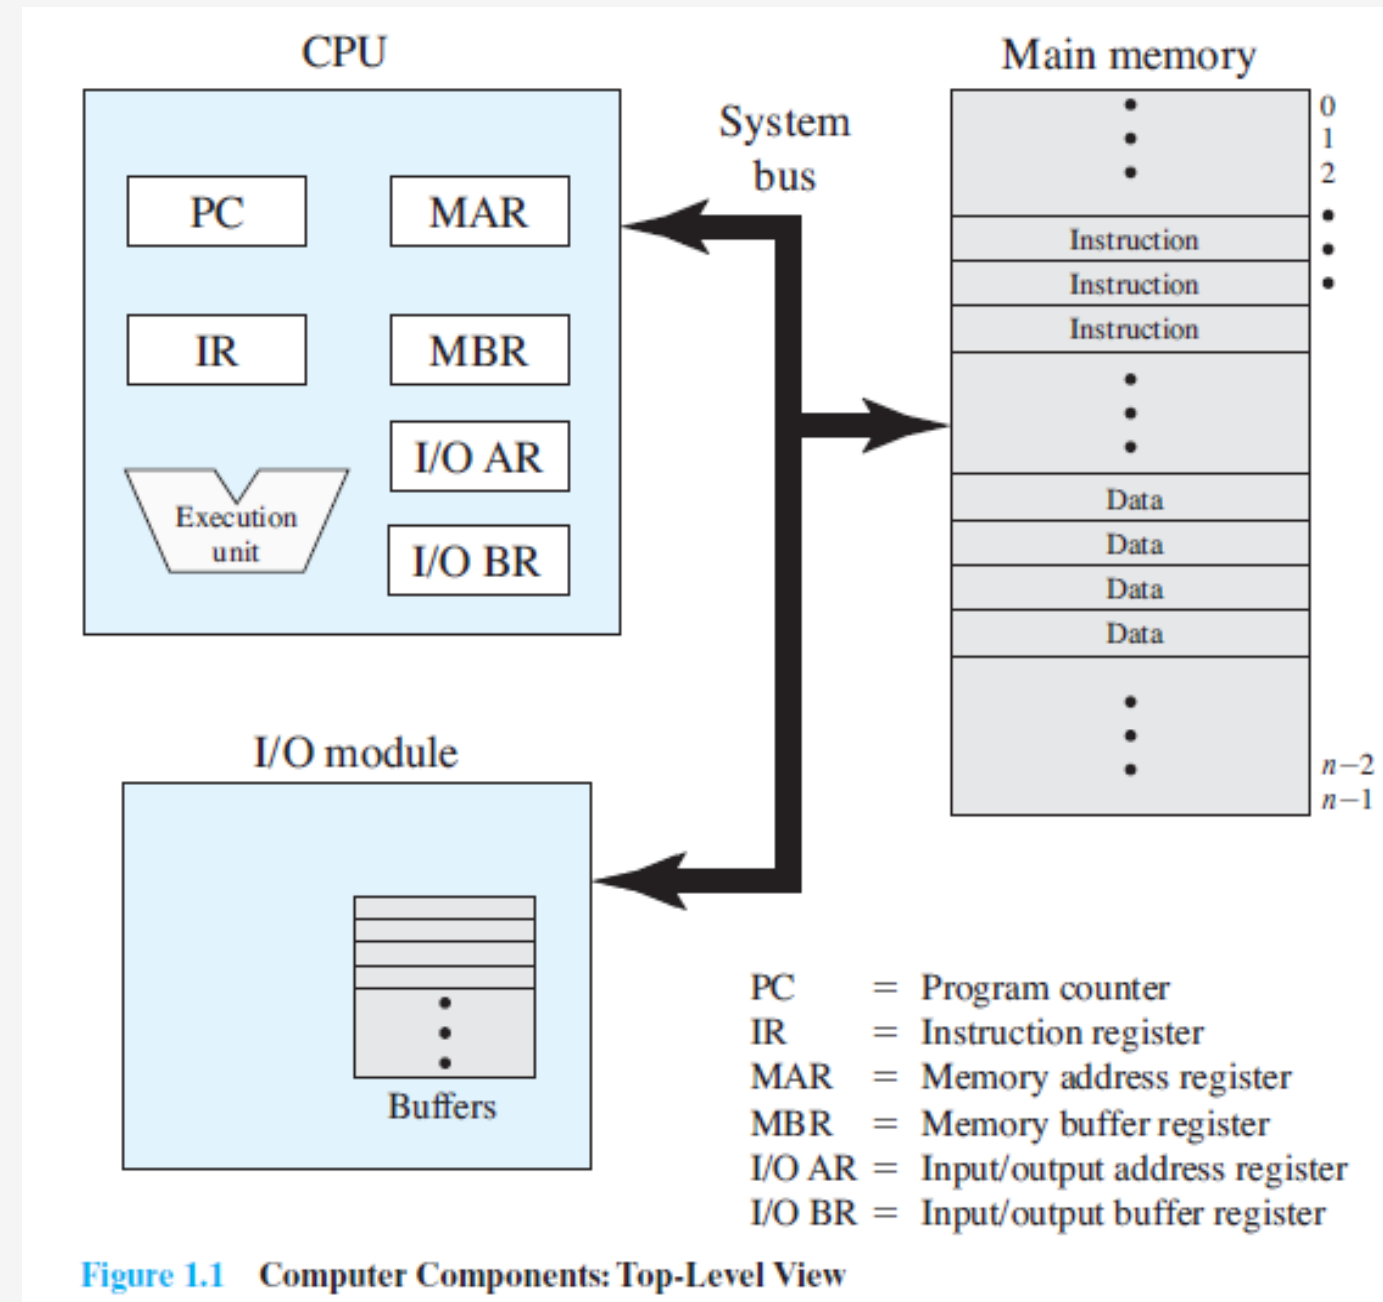 CPU
PC
MAR
IR
MBR
I/O AR
Execution
unit
I/O BR
System
bus
Main memory
0
1
2
Instruction
Instruction
Instruction
Data
Data
Data
Data
n−2
n−1
I/O module
Buffers
PC = Program counter
IR = Instruction register
MAR = Memory address register
MBR = Memory buffer register
I/O AR = Input/output address register
I/O BR = Input/output buffer register
Figure 1.1 Computer Components: Top-Level View